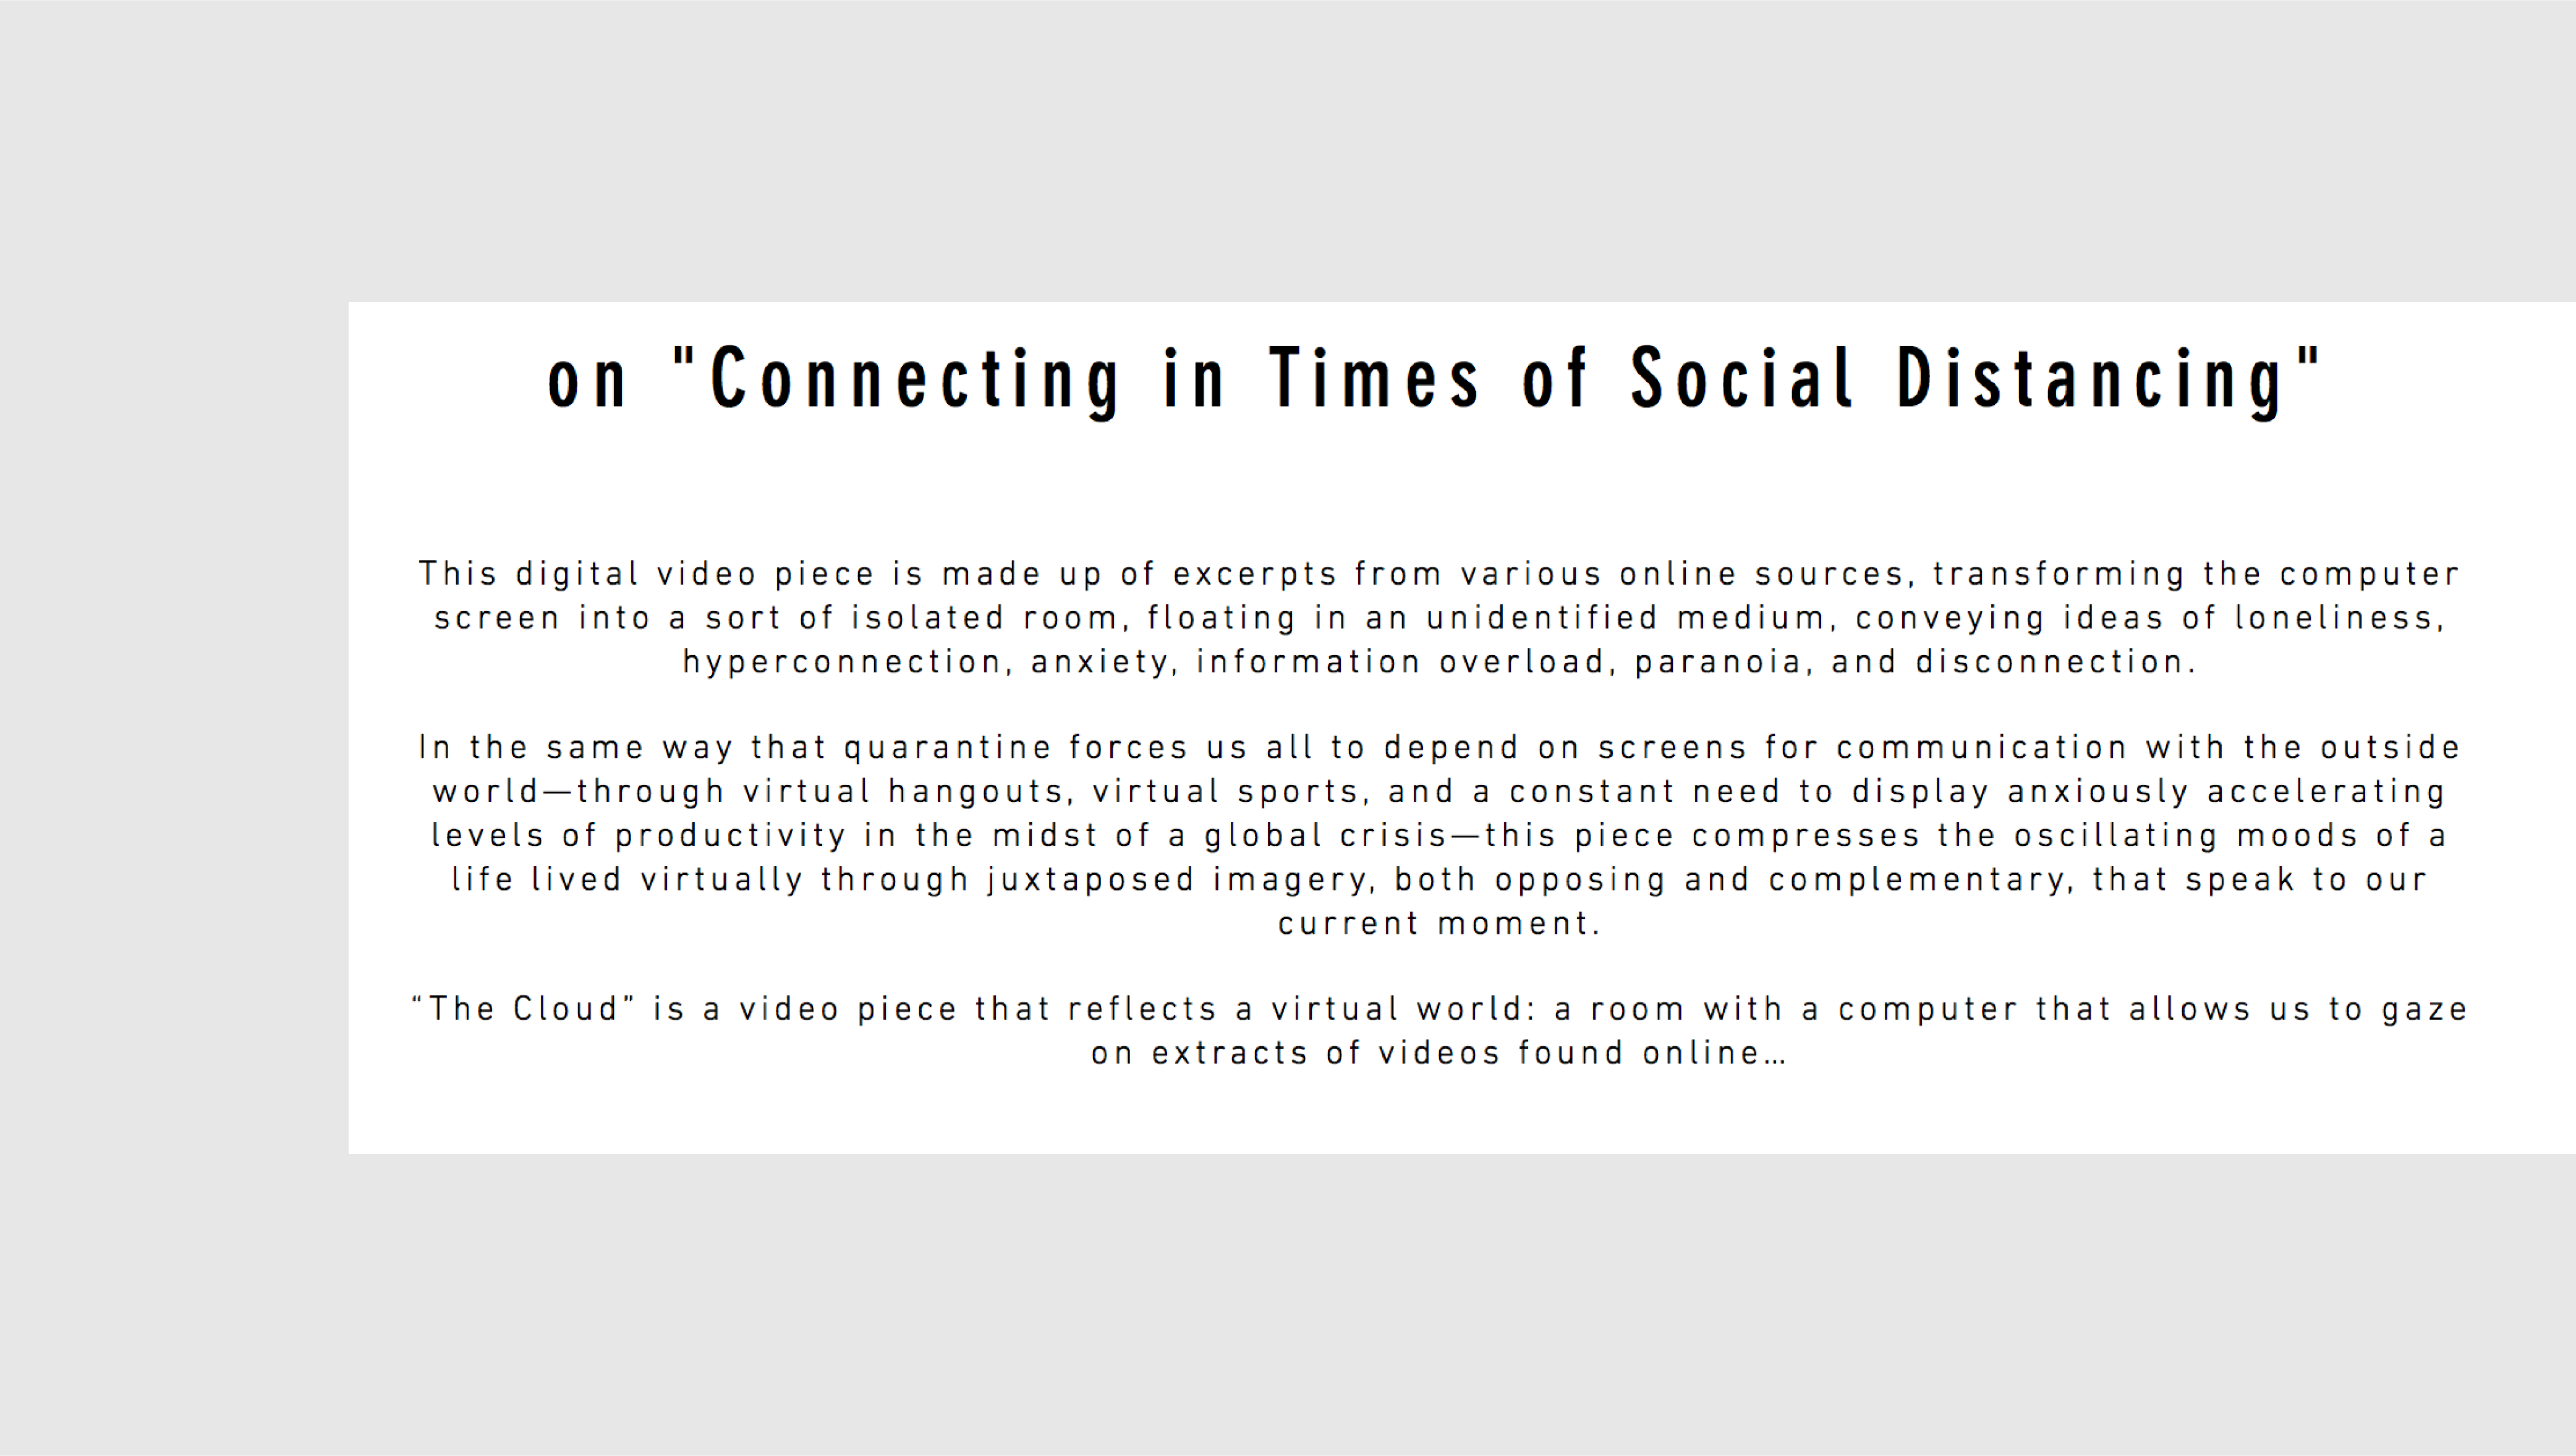 on "Connecting in Times of Social Distancing"
This digital video piece is made up of excerpts from various online sources, transforming the computer
screen into a sort of isolated room, floating in an unidentified medium, conveying ideas of loneliness,
hyperconnection, anxiety, information overload, paranoia, and disconnection.
In the same way that quarantine forces us all to depend on screens for communication with the outside
world—through virtual hangouts, virtual sports, and a constant need to display anxiously accelerating
levels of productivity in the midst of a global crisis—this piece compresses the oscillating moods of a
life lived virtually through juxtaposed imagery, both opposing and complementary, that speak to our
current moment.
“The Cloud” is a video piece that reflects a virtual world: a room with a computer that allows us to gaze
on extracts of videos found online…